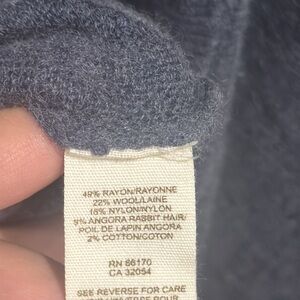 49% RAYON/RAYONNE
22% WOOL/LAINE
18% NYLON/NYLON
9% ANGORA RABBIT HAIR/
POIL DE LAPIN ANGORA
2% COTTON/COTON
RN 66170
CA 32054
SEE REVERSE FOR CARE